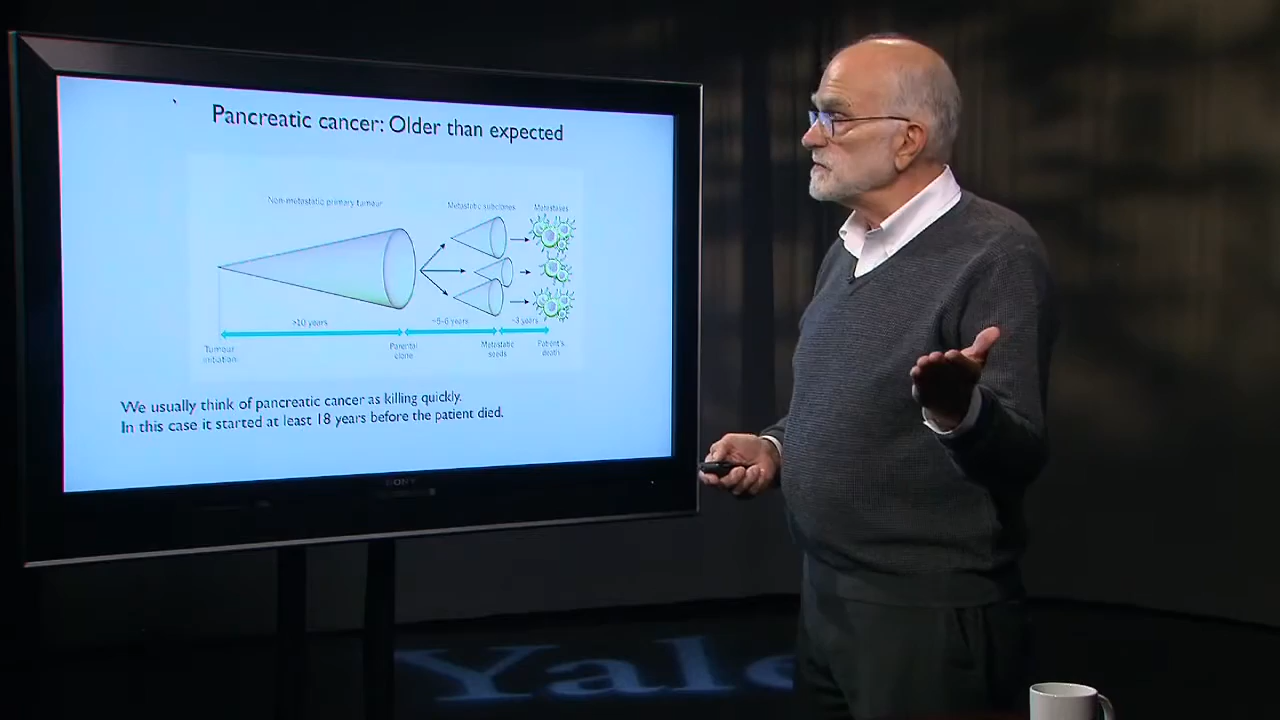 Pancreatic cancer: Older than expected
Non-metastatic primary tumour
Metastatic subclones
Metastases
>10 years
~5-6 years
~3 years
Tumour
initiation
Parental
clone
Metastatic
seeds
Patient's
death
We usually think of pancreatic cancer as killing quickly.
In this case it started at least 18 years before the patient died.
SONY
Yale